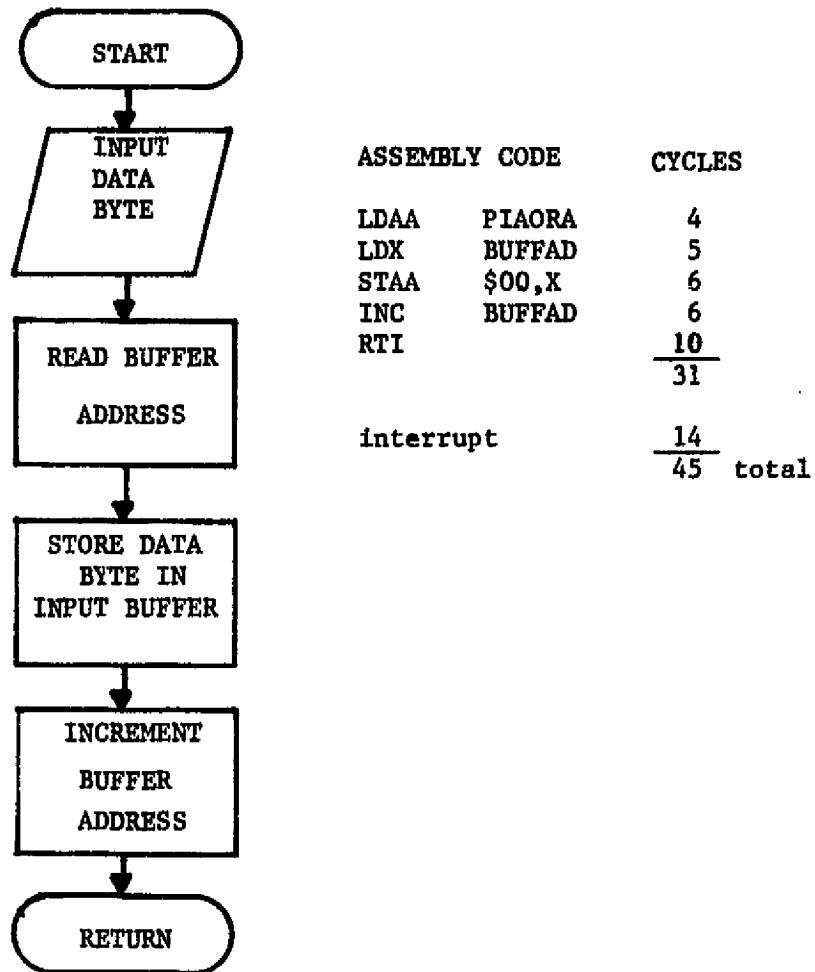 START
INPUT
DATA
BYTE
READ BUFFER
ADDRESS
STORE DATA
BYTE IN
INPUT BUFFER
INCREMENT
BUFFER
ADDRESS
RETURN
ASSEMBLY CODE CYCLES
LDAA PIAORA 4
LDX BUFFAD 5
STAA $00,X 6
INC BUFFAD 6
RTI 10
31
interrupt 14
45 total